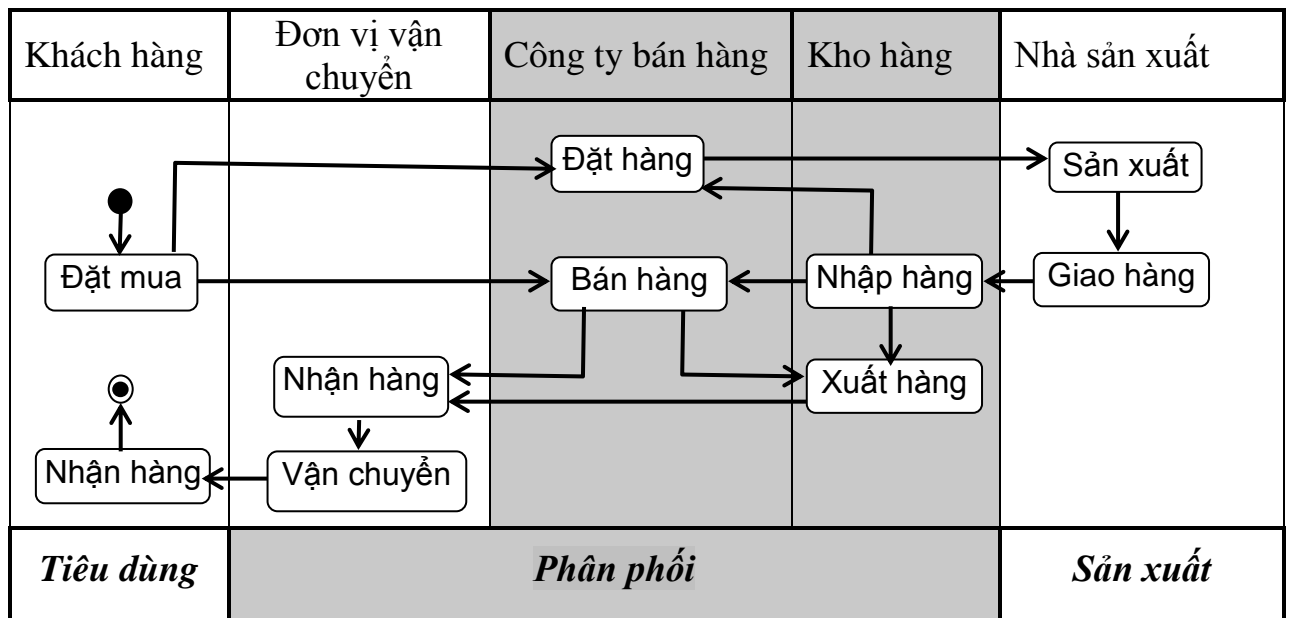 Khách hàng
Đơn vị vận
chuyển
Công ty bán hàng
Kho hàng
Nhà sản xuất
Đặt hàng
Sản xuất
Đặt mua
Bán hàng
Nhập hàng
Giao hàng
Nhận hàng
Xuất hàng
Nhận hàng
Vận chuyển
Tiêu dùng
Phân phối
Sản xuất